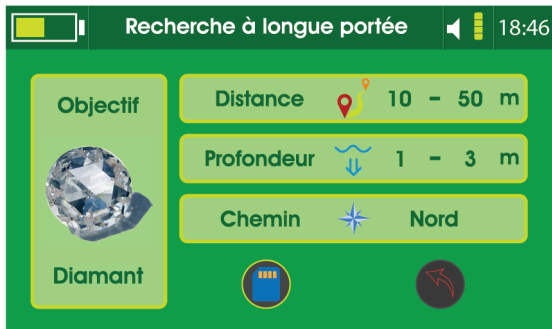 Recherche à longue portée
18:46
Objectif
Diamant
Distance 10 - 50 m
Profondeur 1 - 3 m
Chemin Nord